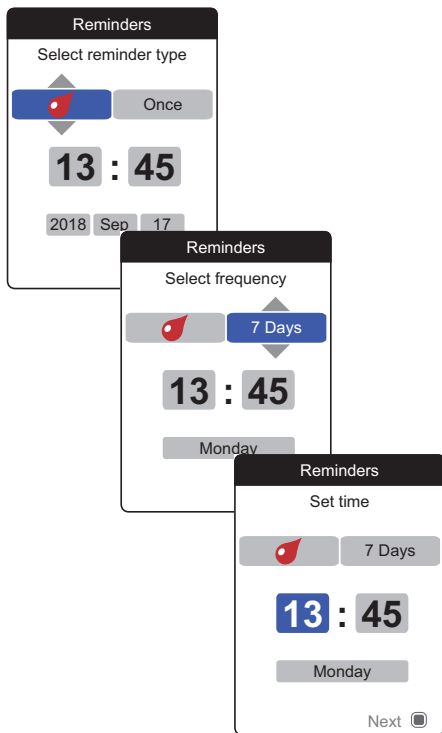 Reminders
Select reminder type
Once
13 : 45
2018 Sep 17
Reminders
Select frequency
7 Days
13 : 45
Monday
Reminders
Set time
7 Days
13 : 45
Monday
Next